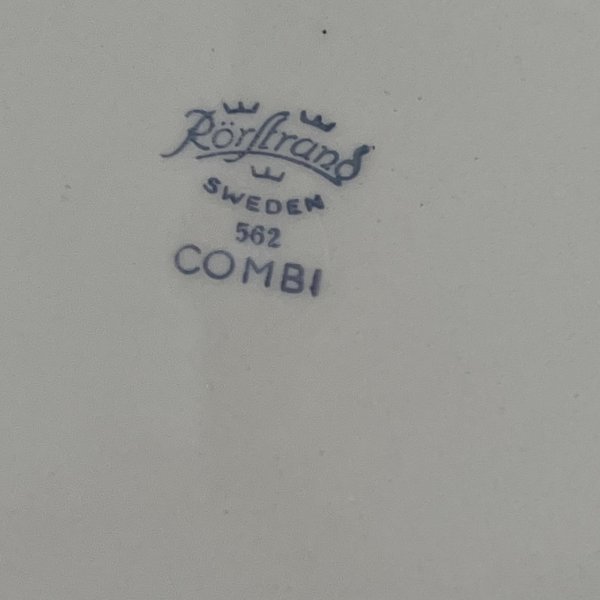 Rörstrand
SWEDEN
562
COMBI